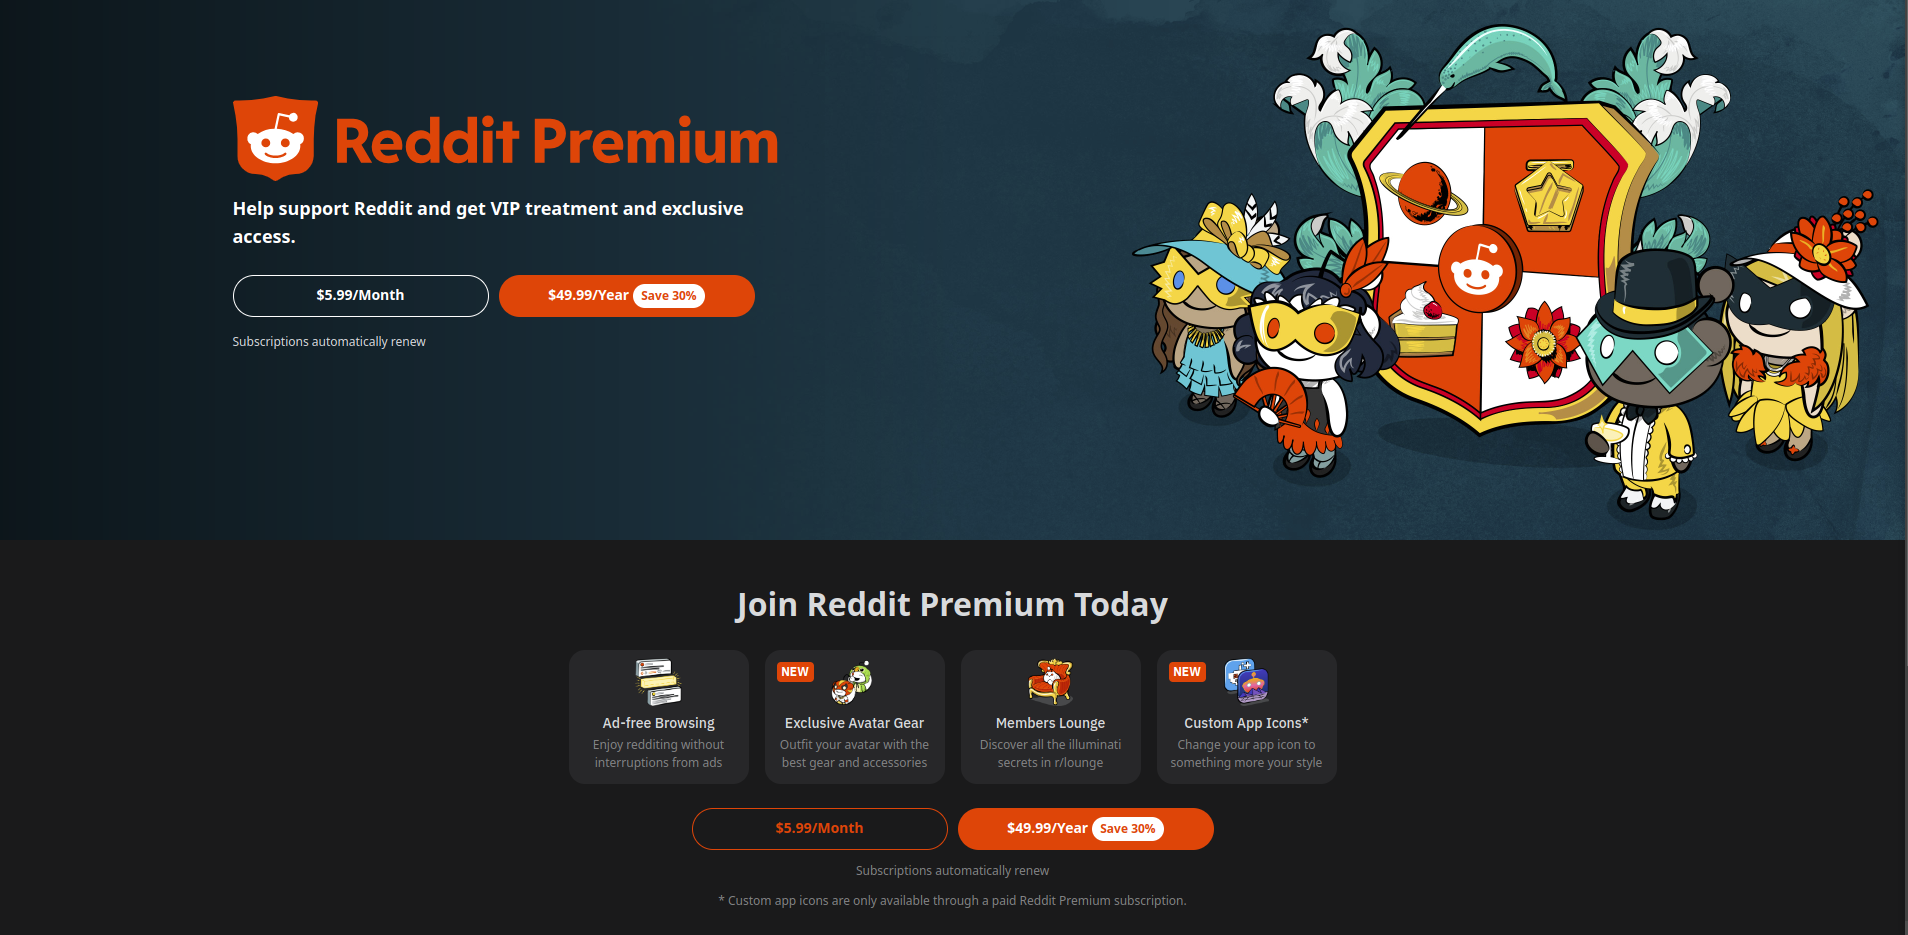 Reddit Premium
Help support Reddit and get VIP treatment and exclusive
access.
$5.99/Month
$49.99/Year Save 30%
Subscriptions automatically renew
Join Reddit Premium Today
Ad-free Browsing
Enjoy redditing without
interruptions from ads
NEW
Exclusive Avatar Gear
Outfit your avatar with the
best gear and accessories
Members Lounge
Discover all the illuminati
secrets in r/lounge
NEW
Custom App Icons*
Change your app icon to
something more your style
$5.99/Month
$49.99/Year Save 30%
Subscriptions automatically renew
* Custom app icons are only available through a paid Reddit Premium subscription.